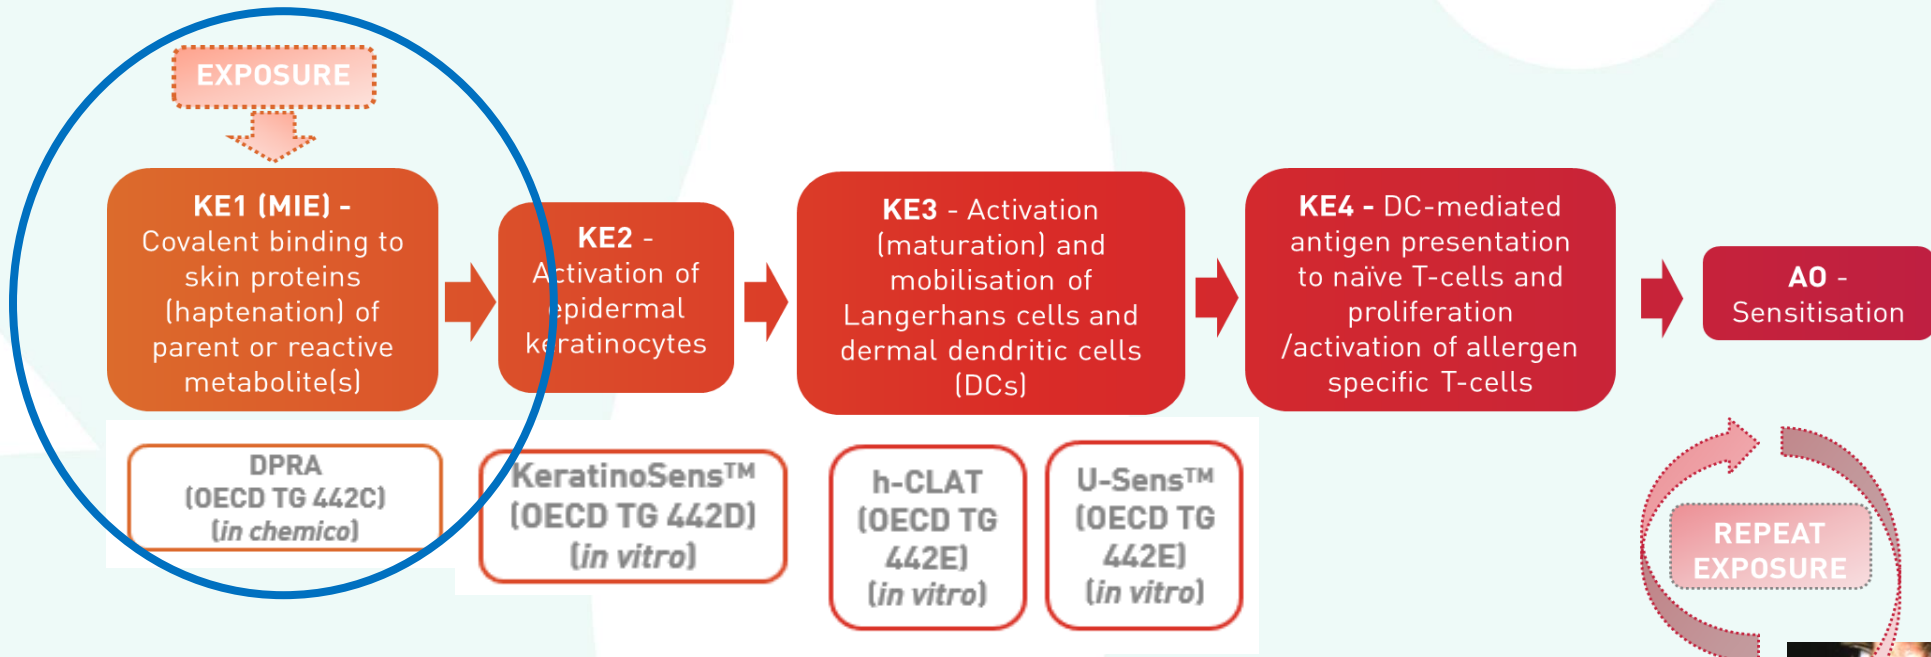 EXPOSURE
KE1 (MIE) -
Covalent binding to
skin proteins
(haptenation) of
parent or reactive
metabolite(s)
KE2 -
Activation of
epidermal
keratinocytes
KE3 - Activation
(maturation) and
mobilisation of
Langerhans cells and
dermal dendritic cells
(DCs)
KE4 - DC-mediated
antigen presentation
to naïve T-cells and
proliferation
/activation of allergen
specific T-cells
AO -
Sensitisation
DPRA
(OECD TG 442C)
(in chemico)
KeratinoSens™
(OECD TG 442D)
(in vitro)
h-CLAT
(OECD TG
442E)
(in vitro)
U-Sens™
(OECD TG
442E)
(in vitro)
REPEAT
EXPOSURE